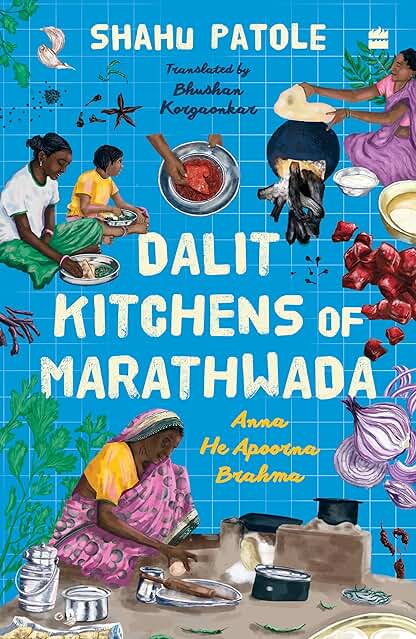 SHAHU PATOLE
Translated by
Bhushan
Korgaonkar
DALIT
KITCHENS OF
MARATHWADA
Anna
He Apoorna
Brahma